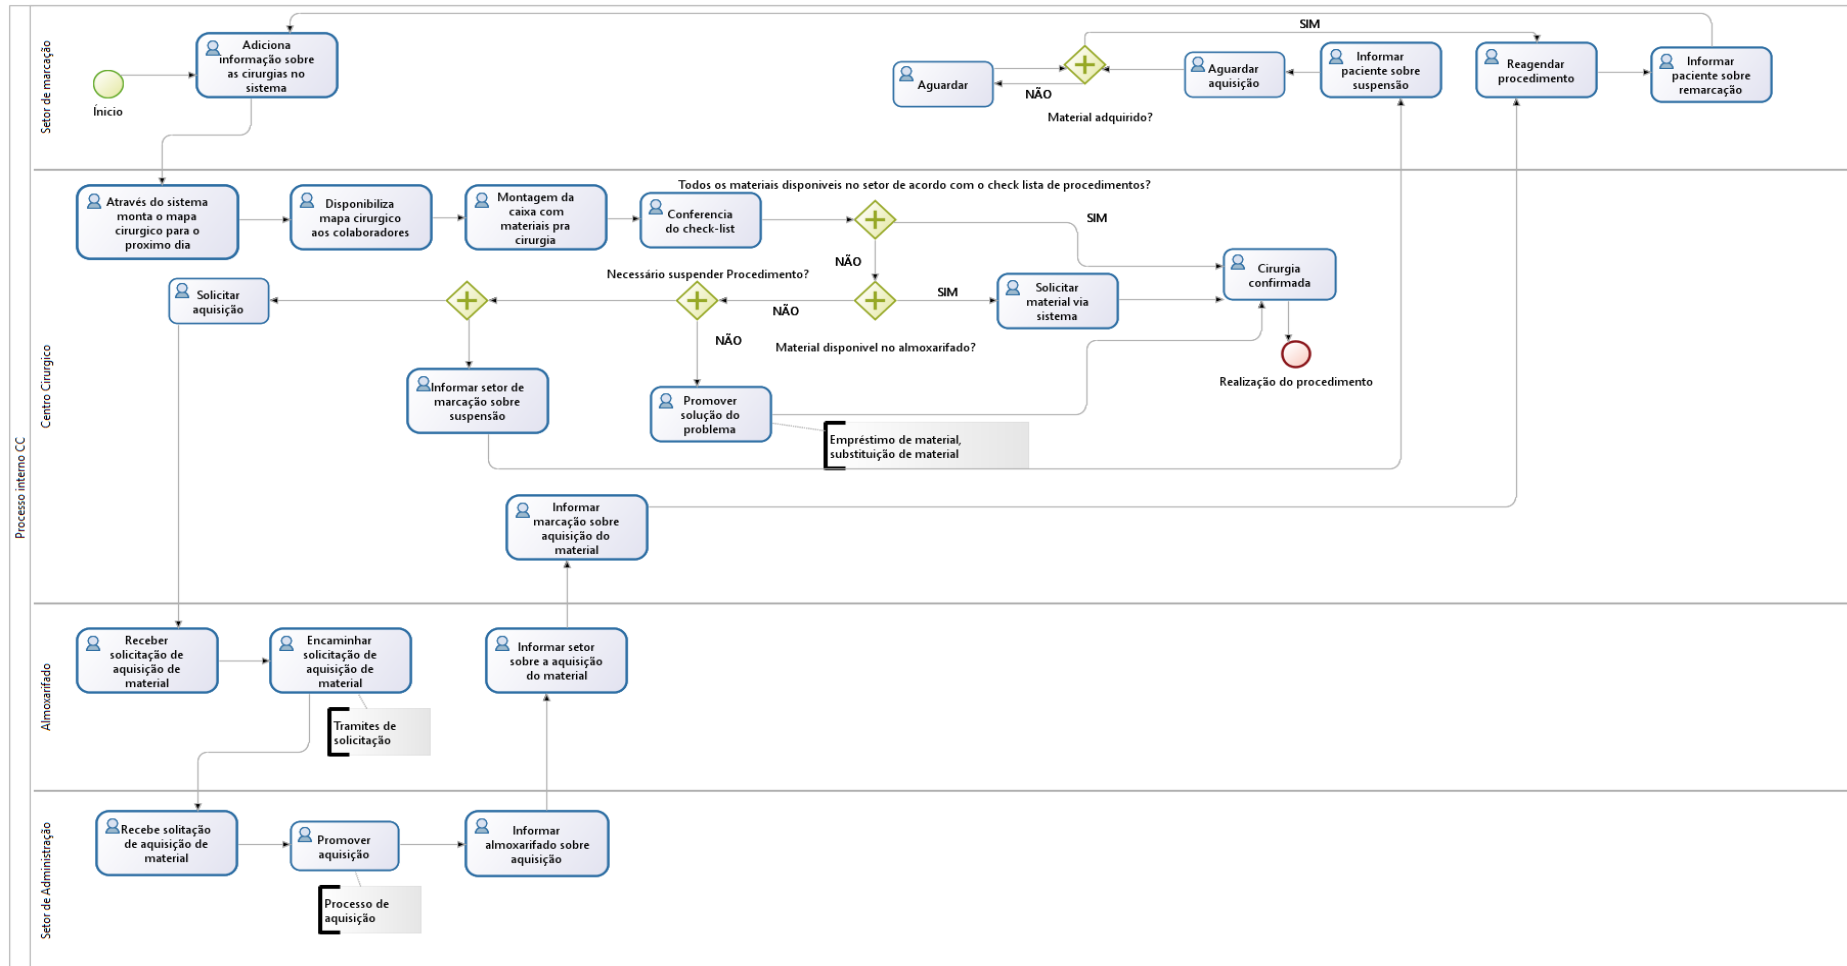 Processo interno CC
Setor de marcação
Ínicio
Adiciona
informação sobre
as cirurgias no
sistema
Aguardar
NÃO
Material adquirido?
SIM
Aguardar
aquisição
Informar
paciente sobre
suspensão
Reagendar
procedimento
Informar
paciente sobre
remarcação
Centro Cirurgico
Através do sistema
monta o mapa
cirurgico para o
proximo dia
Disponibiliza
mapa cirurgico
aos colaboradores
Montagem da
caixa com
materiais pra
cirurgia
Conferencia
do check-list
Todos os materiais disponiveis no setor de acordo com o check lista de procedimentos?
SIM
NÃO
Cirurgia
confirmada
Realização do procedimento
Solicitar
material via
sistema
SIM
Material disponivel no almoxarifado?
NÃO
Necessário suspender Procedimento?
NÃO
Promover
solução do
problema
Empréstimo de material,
substituição de material
Solicitar
aquisição
Informar setor de
marcação sobre
suspensão
Informar
marcação sobre
aquisição do
material
Almoxarifado
Receber
solicitação de
aquisição de
material
Encaminhar
solicitação de
aquisição de
material
Tramites de
solicitação
Informar setor
sobre a aquisição
do material
Setor de Administração
Recebe solitação
de aquisição de
material
Promover
aquisição
Processo de
aquisição
Informar
almoxarifado sobre
aquisição